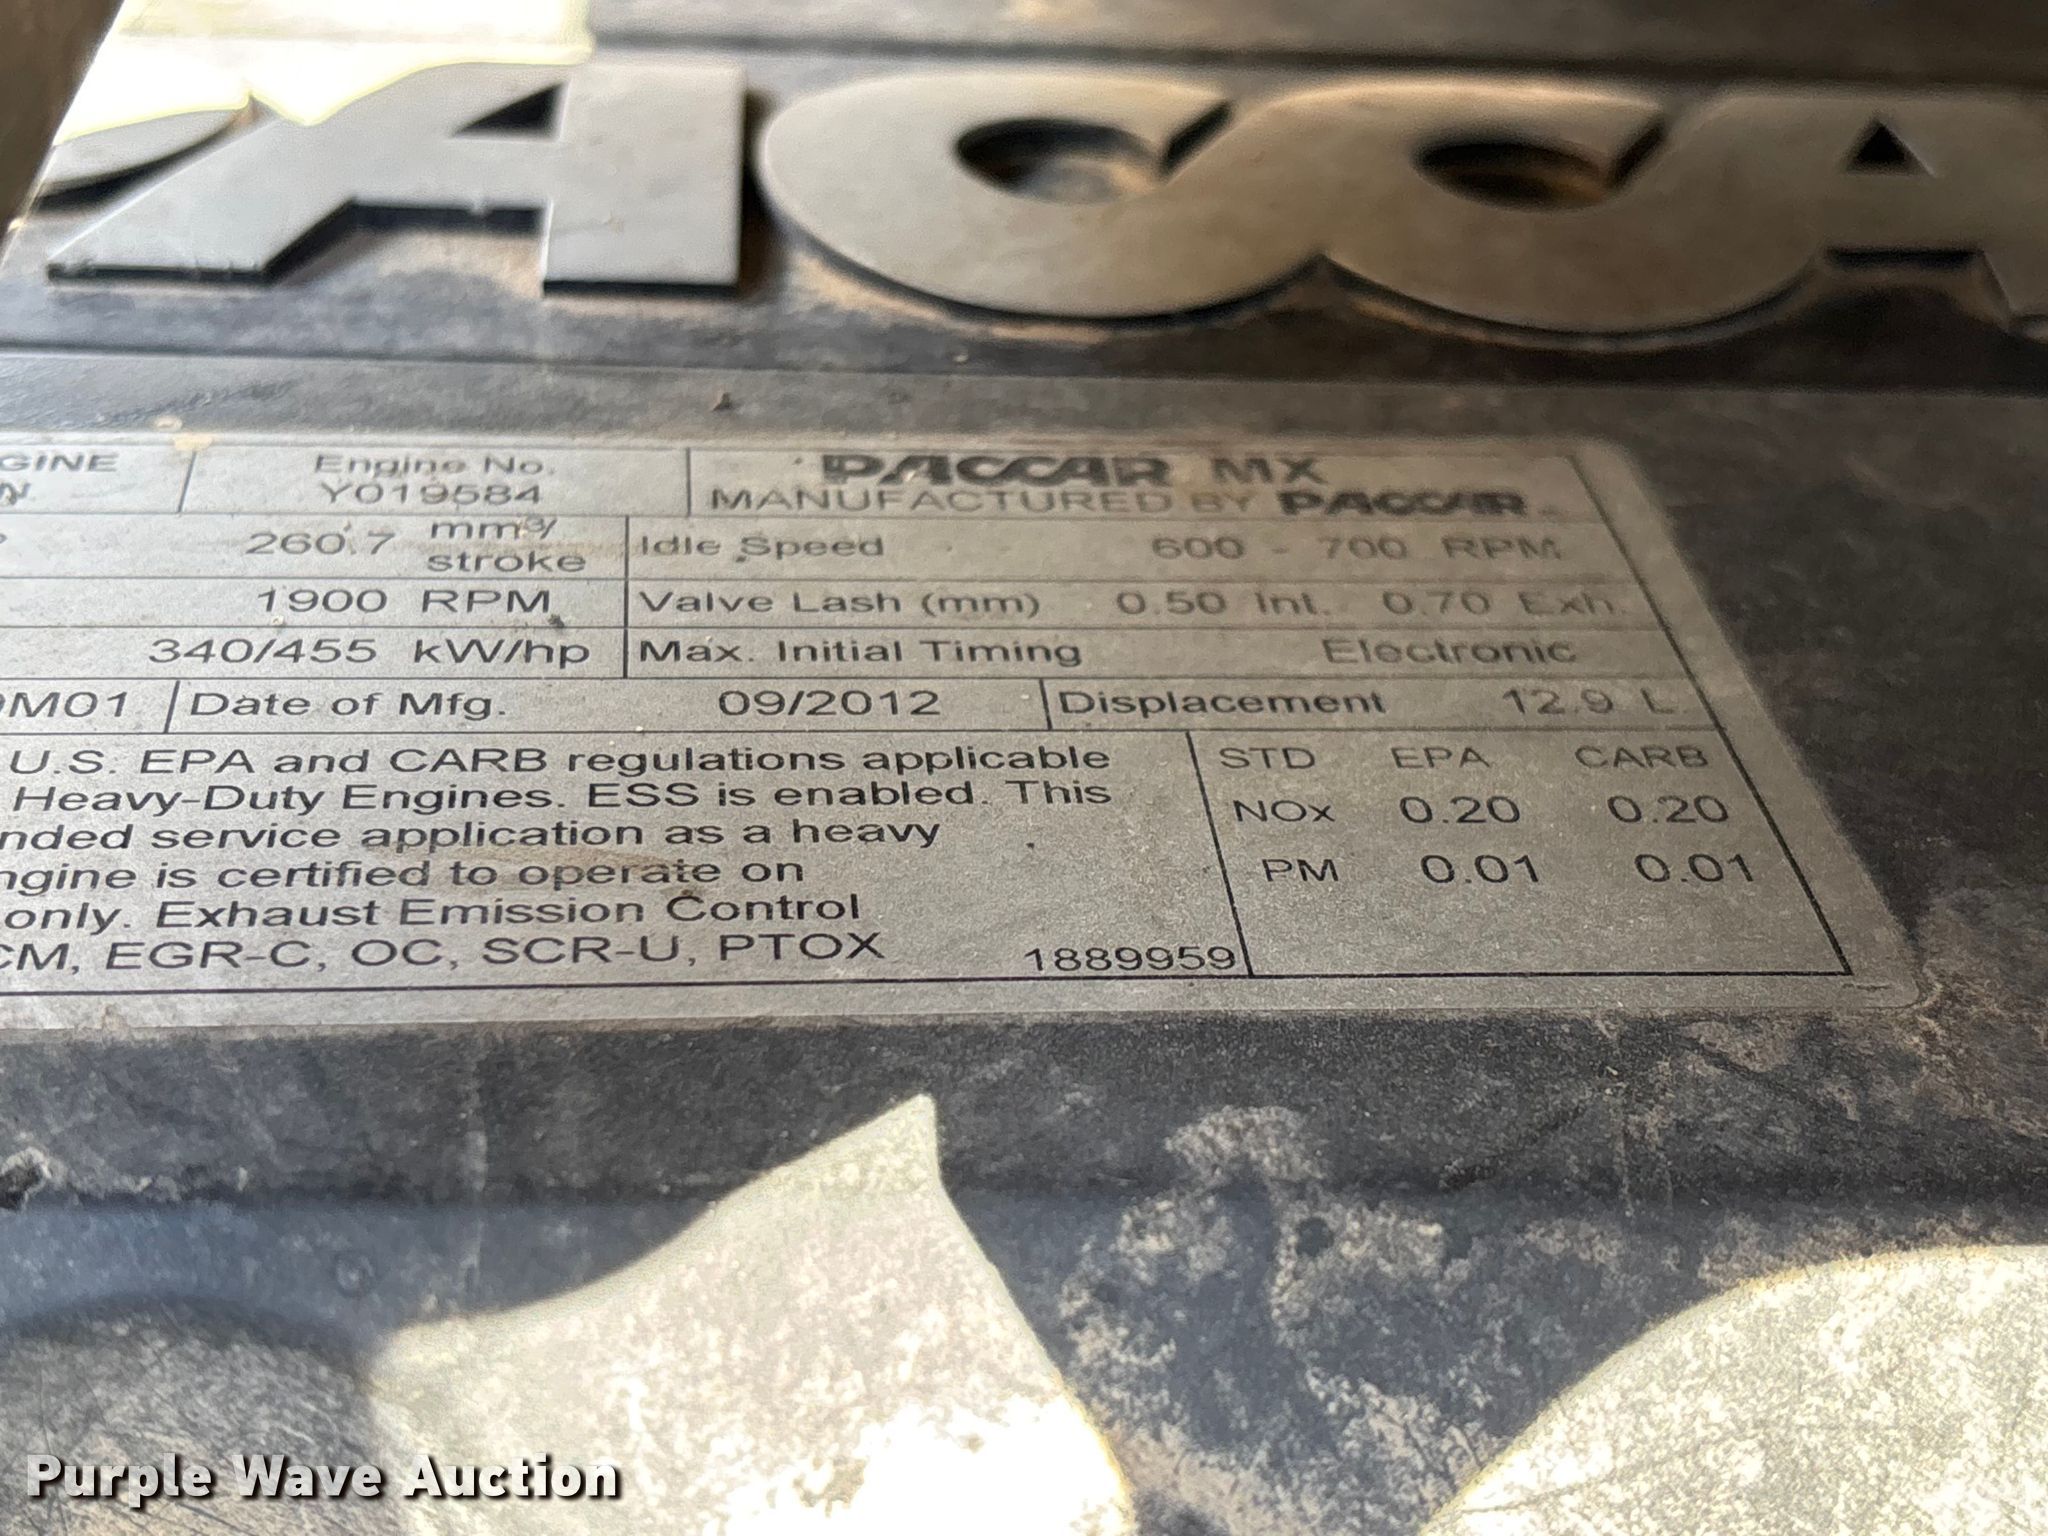 ACCA
GINE
N
Engine No.
Y019584
PACCAR MX
MANUFACTURED BY PACCAR
260.7 mm³/
stroke
Idle Speed 600 - 700 RPM
1900 RPM
Valve Lash (mm) 0.50 Int. 0.70 Exh.
340/455 kW/hp
Max. Initial Timing Electronic
M01
Date of Mfg. 09/2012
Displacement 12.9 L
U.S. EPA and CARB regulations applicable
Heavy-Duty Engines. ESS is enabled. This
nded service application as a heavy
ngine is certified to operate on
only. Exhaust Emission Control
CM, EGR-C, OC, SCR-U, PTOX
1889959
STD EPA CARB
NOx 0.20 0.20
PM 0.01 0.01
Purple Wave Auction